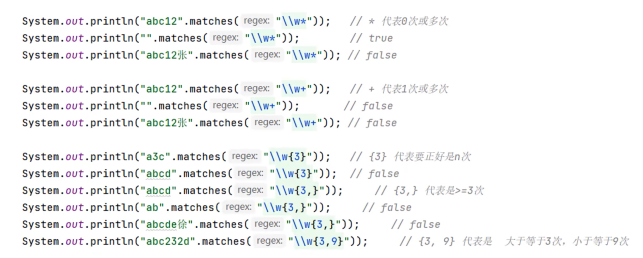 System.out.println("abc12".matches( regex: "\\w*"));   // * 代表0次或多次
System.out.println("".matches( regex: "\\w*"));        // true
System.out.println("abc12张".matches( regex: "\\w*")); // false
System.out.println("abc12".matches( regex: "\\w+"));   // + 代表1次或多次
System.out.println("".matches( regex: "\\w+"));       // false
System.out.println("abc12张".matches( regex: "\\w+")); // false
System.out.println("a3c".matches( regex: "\\w{3}"));   // {3} 代表要正好是n次
System.out.println("abcd".matches( regex: "\\w{3}"));  // false
System.out.println("abcd".matches( regex: "\\w{3,}"));     // {3,} 代表是>=3次
System.out.println("ab".matches( regex: "\\w{3,}"));     // false
System.out.println("abcde徐".matches( regex: "\\w{3,}"));     // false
System.out.println("abc232d".matches( regex: "\\w{3,9}"));     // {3, 9} 代表是  大于等于3次，小于等于9次